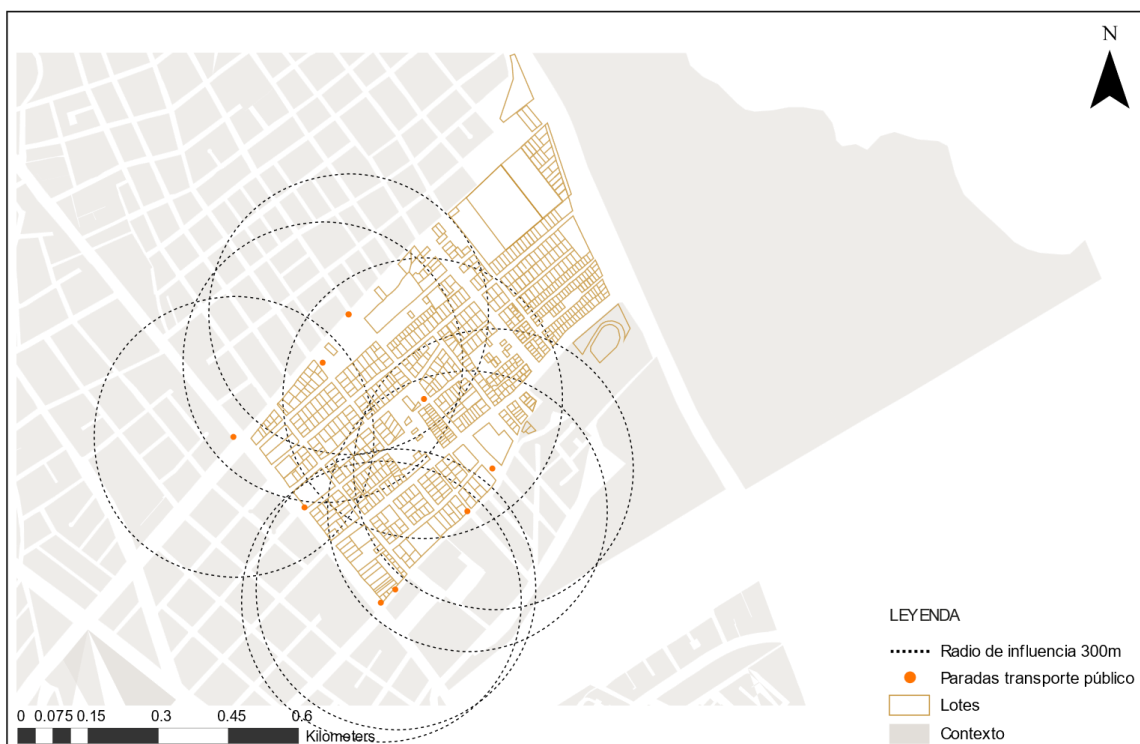 N
LEYENDA
Radio de influencia 300m
Paradas transporte público
Lotes
Contexto
0 0.075 0.15 0.3 0.45 0.6
Kilometers